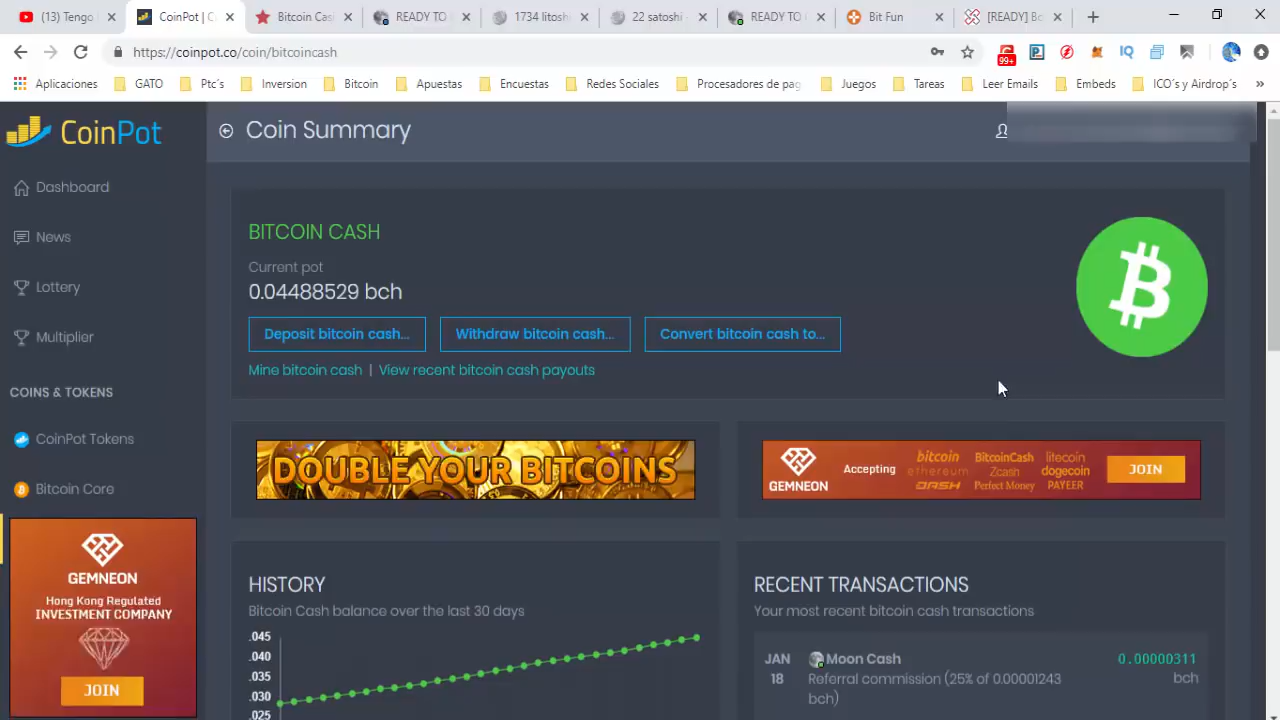 (13) Tengo
CoinPot | C
Bitcoin Cas
READY TO
1734 litoshi
22 satoshi
READY TO
Bit Fun
[READY] Bo
https://coinpot.co/coin/bitcoincash
99+
IQ
Aplicaciones
GATO
Ptc´s
Inversion
Bitcoin
Apuestas
Encuestas
Redes Sociales
Procesadores de pag
Juegos
Tareas
Leer Emails
Embeds
ICO´s y Airdrop´s
CoinPot
Coin Summary
Dashboard
News
Lottery
Multiplier
COINS & TOKENS
CoinPot Tokens
Bitcoin Core
GEMNEON
Hong Kong Regulated
INVESTMENT COMPANY
JOIN
BITCOIN CASH
Current pot
0.04488529 bch
Deposit bitcoin cash...
Withdraw bitcoin cash...
Convert bitcoin cash to...
Mine bitcoin cash | View recent bitcoin cash payouts
DOUBLE YOUR BITCOINS
GEMNEON
Accepting
bitcoin BitcoinCash litecoin
ethereum Zcash dogecoin
DASH Perfect Money PAYEER
JOIN
HISTORY
Bitcoin Cash balance over the last 30 days
.045
.040
.035
.030
.025
RECENT TRANSACTIONS
Your most recent bitcoin cash transactions
JAN
18
Moon Cash
Referral commission (25% of 0.00001243
bch)
0.00000311
bch